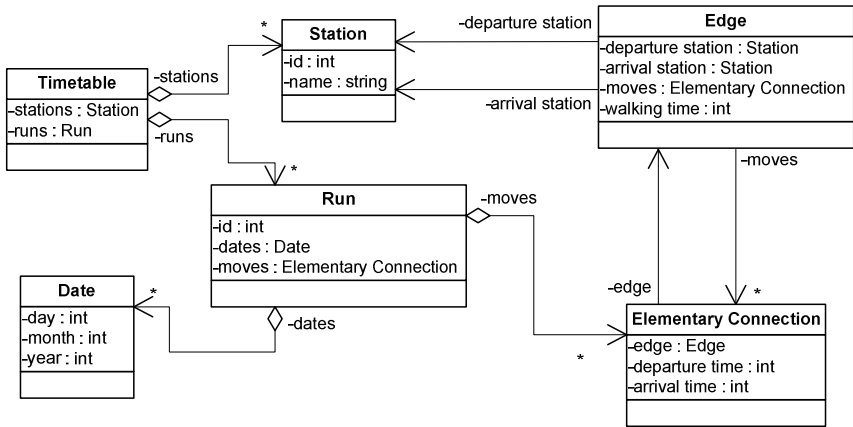 Timetable
-stations : Station
-runs : Run
-stations
*
-runs
*
Station
-id : int
-name : string
-departure station
-arrival station
Edge
-departure station : Station
-arrival station : Station
-moves : Elementary Connection
-walking time : int
-moves
*
-edge
Run
-id : int
-dates : Date
-moves : Elementary Connection
-moves
*
-dates
*
Date
-day : int
-month : int
-year : int
Elementary Connection
-edge : Edge
-departure time : int
-arrival time : int